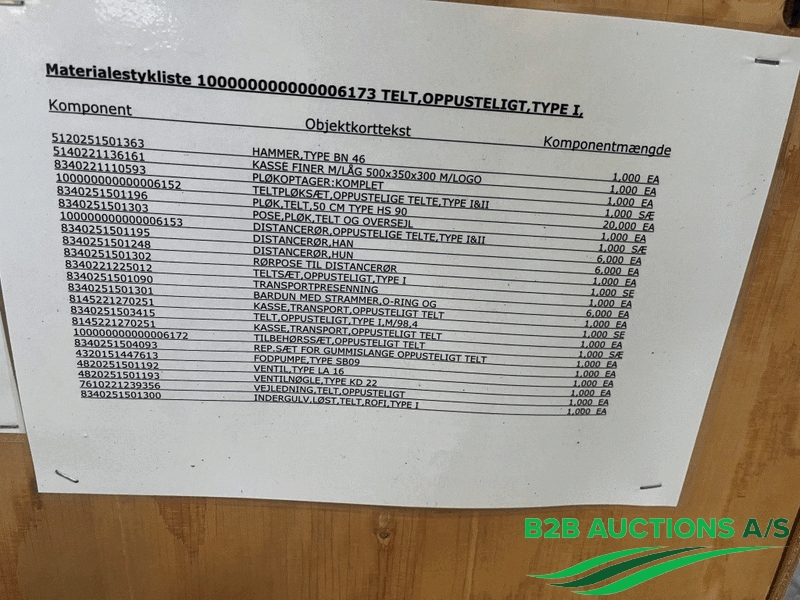 Materialestykliste 100000000000006173 TELT,OPPUSTELIGT,TYPE I,
Komponent Objektkorttekst Komponentmængde
5120251501363 HAMMER,TYPE BN 46 1,000 EA
5140221136161 KASSE FINER M/LÅG 500x350x300 M/LOGO 1,000 EA
8340221110593 PLØKOPTAGER:KOMPLET 1,000 EA
100000000000006152 TELTPLØKSÆT,OPPUSTELIGE TELTE,TYPE I&II 1,000 SÆ
8340251501196 PLØK,TELT,50 CM TYPE HS 90 20,000 EA
8340251501303 POSE,PLØK,TELT OG OVERSEJL 1,000 EA
100000000000006153 DISTANCERØR,OPPUSTELIGE TELTE,TYPE I&II 1,000 SÆ
8340251501195 DISTANCERØR,HAN 6,000 EA
8340251501248 DISTANCERØR,HUN 6,000 EA
8340251501302 RØRPOSE TIL DISTANCERØR 1,000 EA
8340221225012 TELTSÆT,OPPUSTELIGT,TYPE I 1,000 SE
8340251501090 TRANSPORTPRESENNING 1,000 EA
8340251501301 BARDUN MED STRAMMER,O-RING OG 6,000 EA
8145221270251 KASSE,TRANSPORT,OPPUSTELIGT TELT 1,000 EA
8340251503415 TELT,OPPUSTELIGT,TYPE I,M/98,4 1,000 SE
8145221270251 KASSE,TRANSPORT,OPPUSTELIGT TELT 1,000 EA
100000000000006172 TILBEHØRSSÆT,OPPUSTELIGT TELT 1,000 SÆ
8340251504093 REP.SÆT FOR GUMMISLANGE OPPUSTELIGT TELT 1,000 EA
4320151447613 FODPUMPE,TYPE SB09 1,000 EA
4820251501192 VENTIL,TYPE LA 16 1,000 EA
4820251501193 VENTILNØGLE,TYPE KD 22 1,000 EA
7610221239356 VEJLEDNING,TELT,OPPUSTELIGT 1,000 EA
8340251501300 INDERGULV,LØST,TELT,ROFI,TYPE I 1,000 EA
B2B AUCTIONS A/S